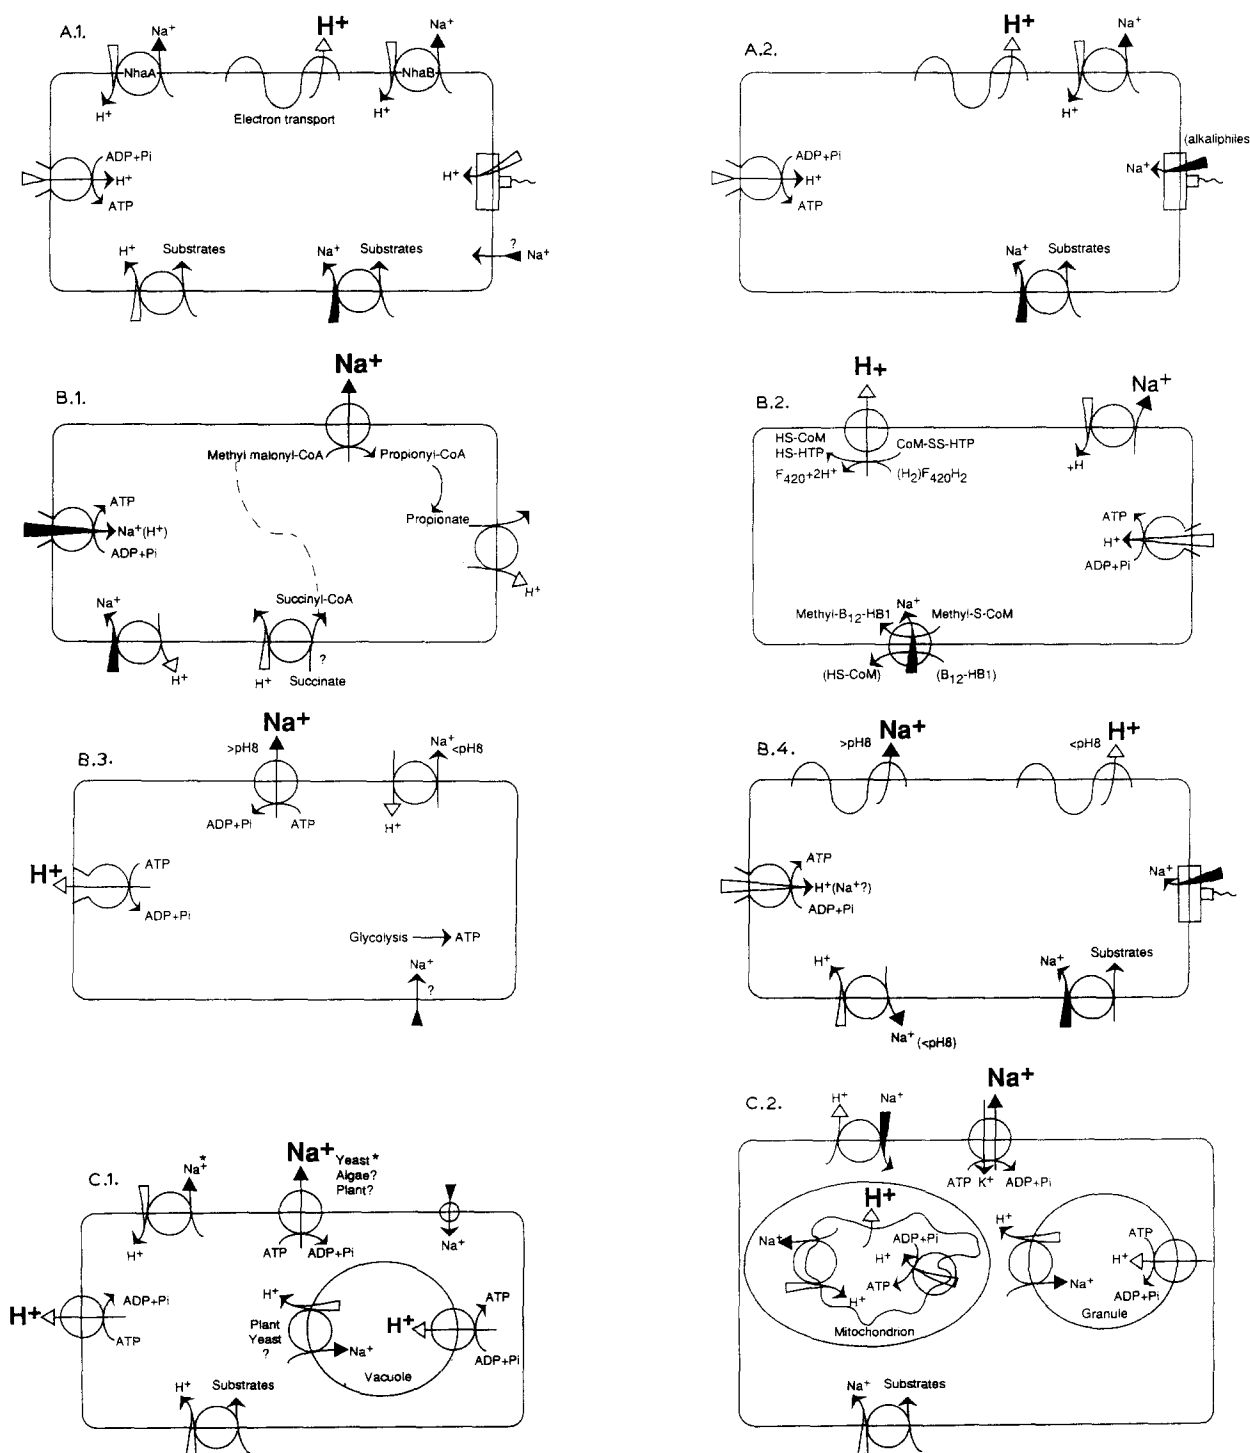 A.1.
Na⁺
H⁺
Na⁺
NhaA
NhaB
H⁺
Electron transport
H⁺
ADP+Pi
H⁺
ATP
H⁺
H⁺
Substrates
Na⁺
Substrates
?
Na⁺
A.2.
H⁺
Na⁺
H⁺
ADP+Pi
H⁺
ATP
(alkaliphiles
Na⁺
Na⁺
Substrates
B.1.
Na⁺
Methyl malonyl-CoA
Propionyl-CoA
ATP
Na⁺(H⁺)
ADP+Pi
Propionate
H⁺
Na⁺
H⁺
Succinyl-CoA
H⁺
?
Succinate
B.2.
H+
Na⁺
HS-CoM
HS-HTP
F420+2H⁺
CoM-SS-HTP
(H₂)F420H₂
+H
ATP
H⁺
ADP+Pi
Methyl-B₁₂-HB1
Na⁺
Methyl-S-CoM
(HS-CoM)
(B₁₂-HB1)
B.3.
>pH8
Na⁺
Na⁺
<pH8
ADP+Pi
ATP
H⁺
H⁺
ATP
ADP+Pi
Glycolysis
ATP
Na⁺
?
B.4.
>pH8
Na⁺
<pH8
H⁺
ATP
H⁺(Na⁺?)
ADP+Pi
Na⁺
H⁺
Na⁺
(<pH8)
Na⁺
Substrates
C.1.
Na⁺*
H⁺
Na⁺
Yeast *
Algae?
Plant?
ATP
ADP+Pi
Na⁺
H⁺
ADP+Pi
ATP
H⁺
Plant
Yeast
?
Na⁺
H⁺
ATP
ADP+Pi
Vacuole
H⁺
Substrates
C.2.
H⁺
Na⁺
Na⁺
ATP
K⁺
ADP+Pi
H⁺
Na⁺
H⁺
ADP+Pi
H⁺
ATP
Mitochondrion
H⁺
Na⁺
ATP
H⁺
ADP+Pi
Granule
Na⁺
Substrates